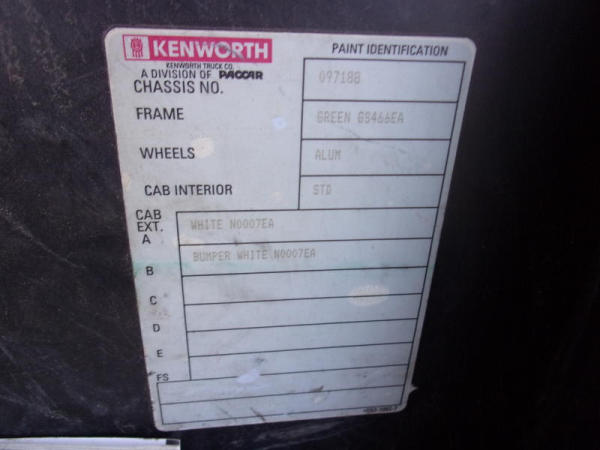 KENWORTH
KENWORTH TRUCK CO.
A DIVISION OF PACCAR
PAINT IDENTIFICATION
CHASSIS NO. 097188
FRAME GREEN GS466EA
WHEELS ALUM
CAB INTERIOR STD
CAB
EXT.
A WHITE N0007EA
B BUMPER WHITE N0007EA
C
D
E
FS